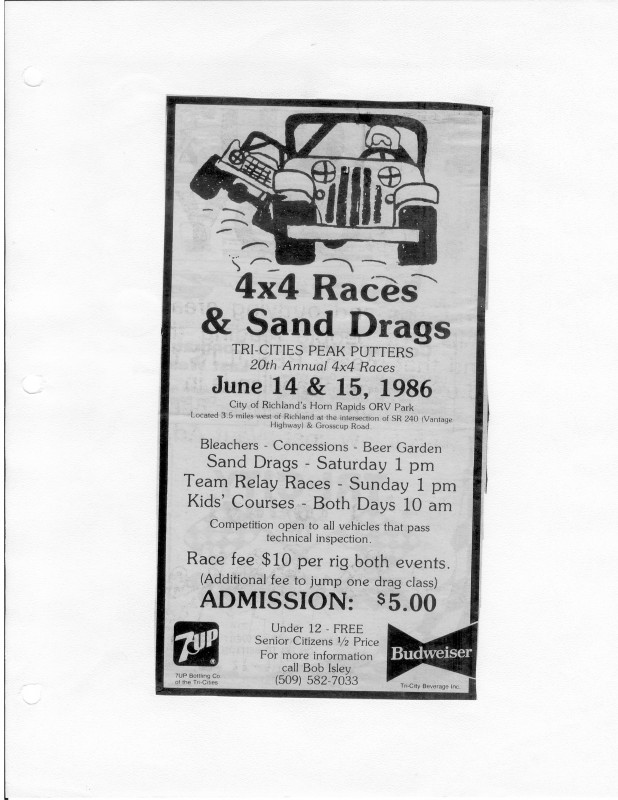 4x4 Races
& Sand Drags
TRI-CITIES PEAK PUTTERS
20th Annual 4x4 Races
June 14 & 15, 1986
City of Richland's Horn Rapids ORV Park
Located 3.5 miles west of Richland at the intersection of SR 240 (Vantage
Highway) & Grosscup Road.
Bleachers - Concessions - Beer Garden
Sand Drags - Saturday 1 pm
Team Relay Races - Sunday 1 pm
Kids' Courses - Both Days 10 am
Competition open to all vehicles that pass
technical inspection.
Race fee $10 per rig both events.
(Additional fee to jump one drag class)
ADMISSION: $5.00
Under 12 - FREE
Senior Citizens ½ Price
For more information
call Bob Isley
(509) 582-7033
7UP
®
7UP Bottling Co.
of the Tri-Cities
Budweiser
Tri-City Beverage Inc.